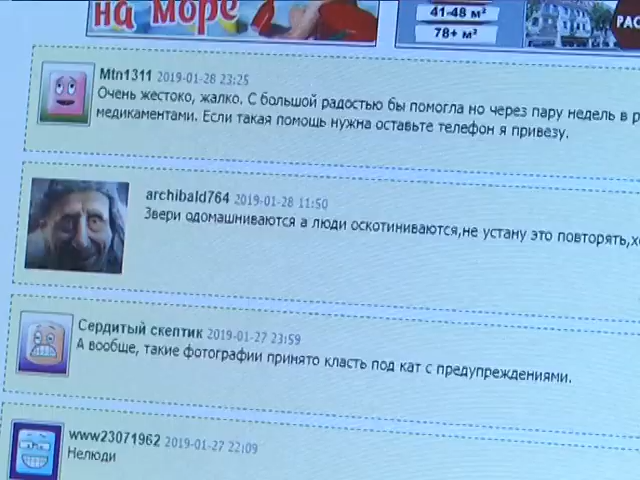 на море
41-48 м²
78+ м²
РАС
Mtn1311 2019-01-28 23:25
Очень жестоко, жалко. С большой радостью бы помогла но через пару недель в р
медикаментами. Если такая помощь нужна оставьте телефон я привезу.
archibald764 2019-01-28 11:50
Звери одомашниваются а люди оскотиниваются,не устану это повторять,х
Сердитый скептик 2019-01-27 23:59
А вообще, такие фотографии принято класть под кат с предупреждениями.
www23071962 2019-01-27 22:09
Нелюди